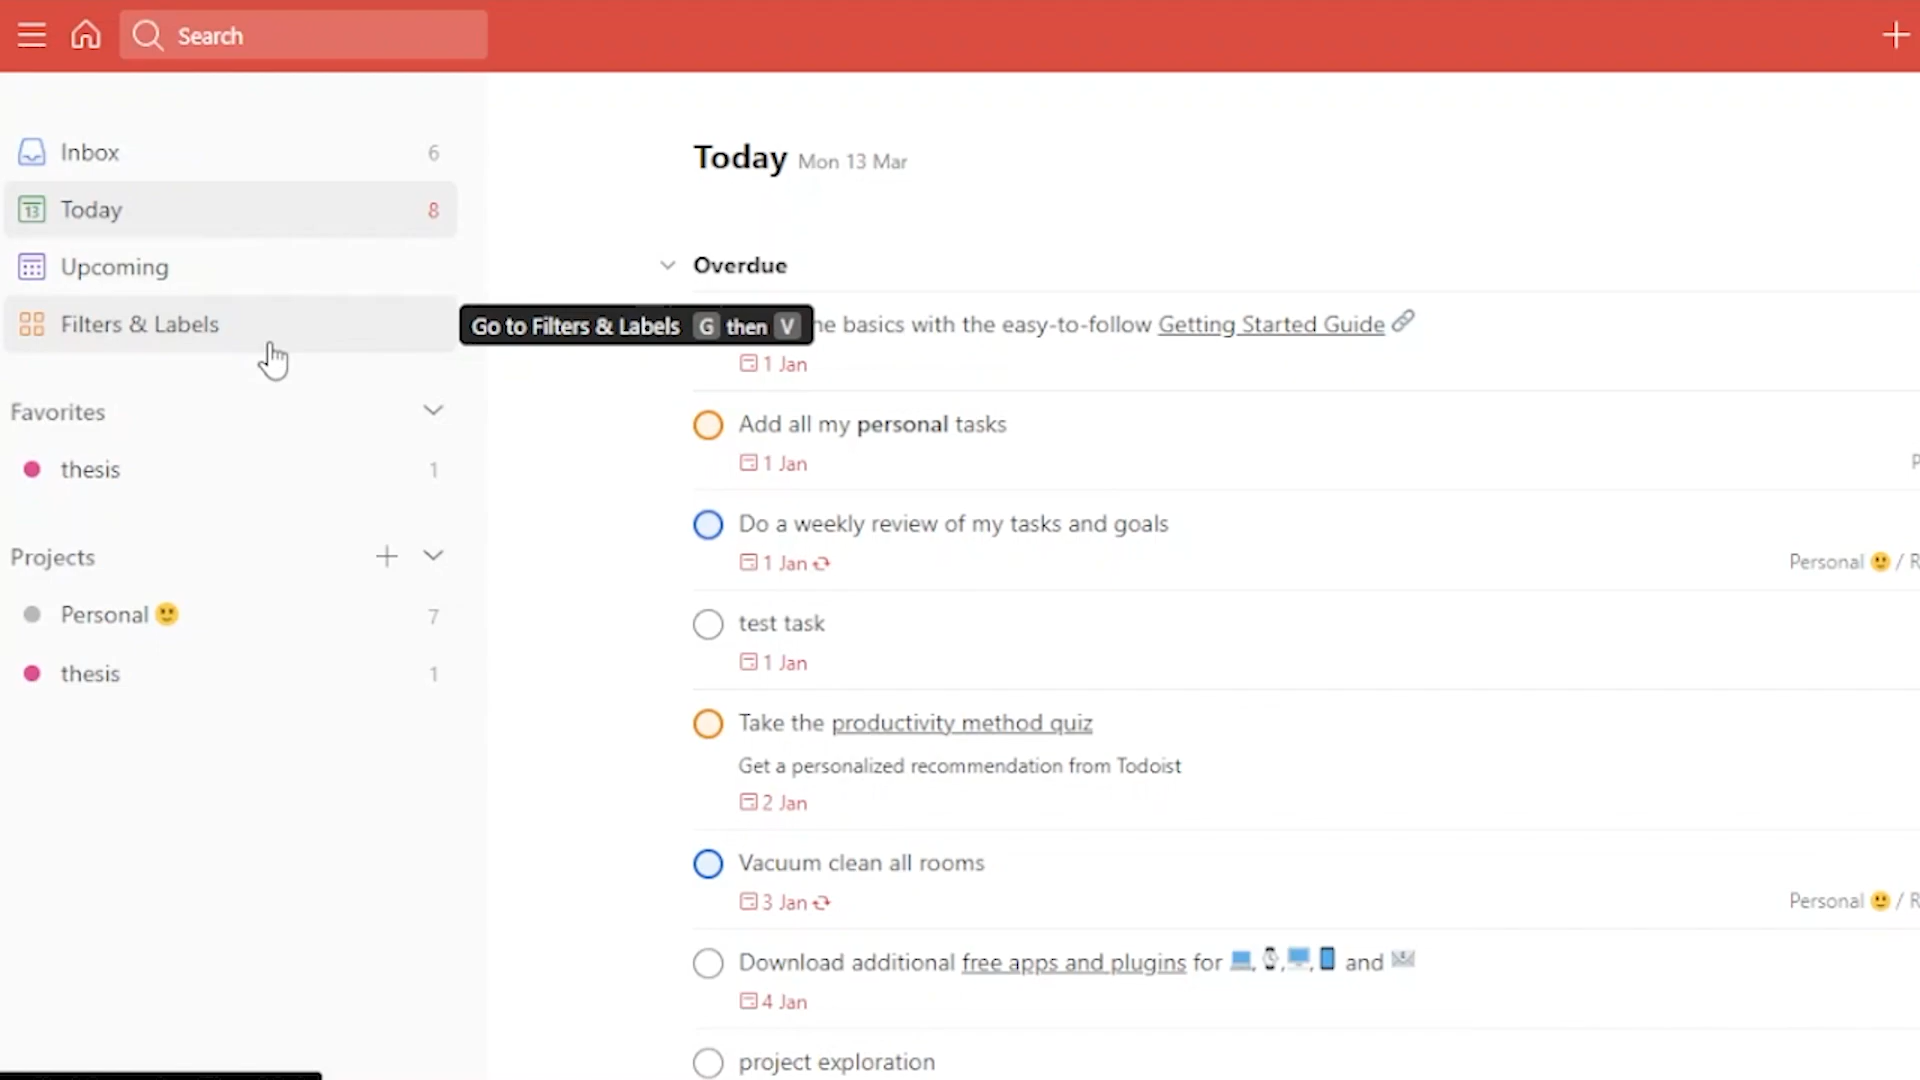 Search
Inbox 6
13 Today 8
Upcoming
Filters & Labels
Go to Filters & Labels G then V
Favorites
thesis 1
Projects
Personal 🙂 7
thesis 1
Today Mon 13 Mar
Overdue
he basics with the easy-to-follow Getting Started Guide
1 Jan
Add all my personal tasks
1 Jan
P
Do a weekly review of my tasks and goals
1 Jan
Personal 🙂 / R
test task
1 Jan
Take the productivity method quiz
Get a personalized recommendation from Todoist
2 Jan
Vacuum clean all rooms
3 Jan
Personal 🙂 / R
Download additional free apps and plugins for 💻, ⌚, 🖥, 📱 and 📧
4 Jan
project exploration